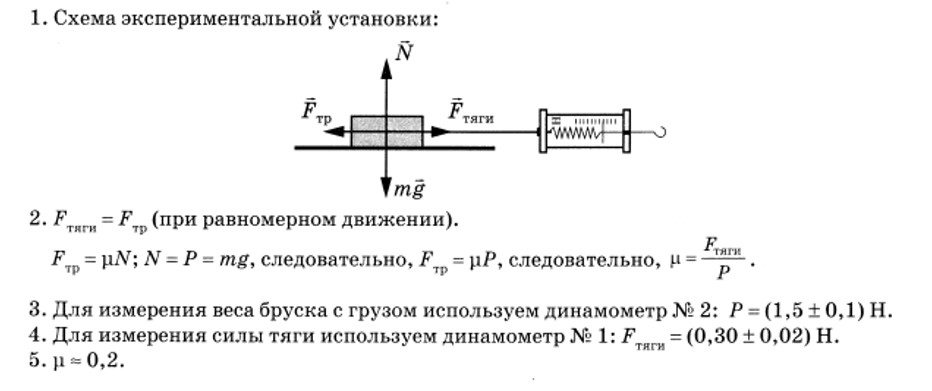 1. Схема экспериментальной установки:
N⃗
F⃗тр
F⃗тяги
mg⃗
2. Fтяги = Fтр (при равномерном движении).
Fтр = μN; N = P = mg, следовательно, Fтр = μP, следовательно, μ = Fтяги / P .
3. Для измерения веса бруска с грузом используем динамометр № 2: P = (1,5 ± 0,1) Н.
4. Для измерения силы тяги используем динамометр № 1: Fтяги = (0,30 ± 0,02) Н.
5. μ ≈ 0,2.